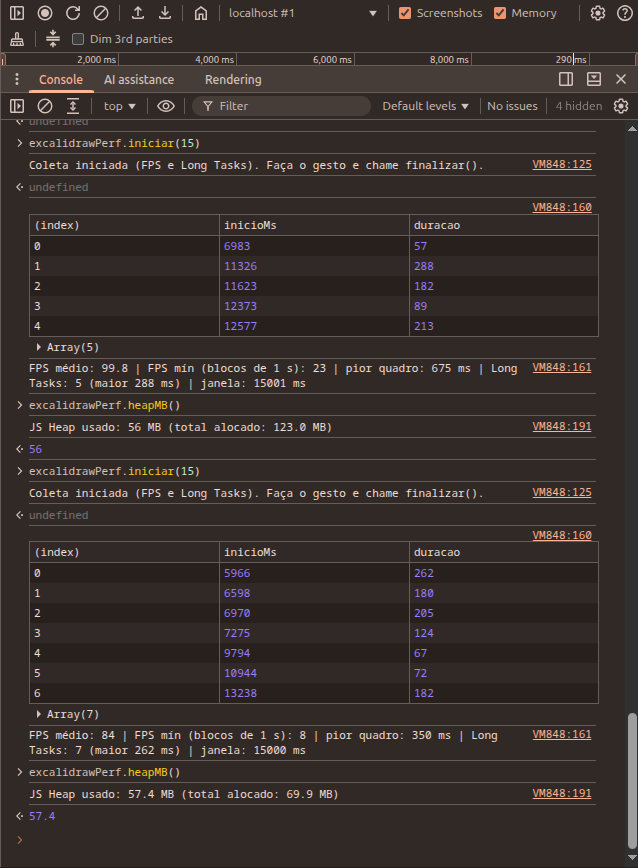 localhost #1
Screenshots
Memory
Dim 3rd parties
2,000 ms 4,000 ms 6,000 ms 8,000 ms 290 ms
Console AI assistance Rendering
top Filter Default levels No issues 4 hidden
undefined
excalidrawPerf.iniciar(15)
Coleta iniciada (FPS e Long Tasks). Faça o gesto e chame finalizar(). VM848:125
undefined
VM848:160
(index) inicioMs duracao
0 6983 57
1 11326 288
2 11623 182
3 12373 89
4 12577 213
Array(5)
FPS médio: 99.8 | FPS mín (blocos de 1 s): 23 | pior quadro: 675 ms | Long VM848:161
Tasks: 5 (maior 288 ms) | janela: 15001 ms
excalidrawPerf.heapMB()
JS Heap usado: 56 MB (total alocado: 123.0 MB) VM848:191
56
excalidrawPerf.iniciar(15)
Coleta iniciada (FPS e Long Tasks). Faça o gesto e chame finalizar(). VM848:125
undefined
VM848:160
(index) inicioMs duracao
0 5966 262
1 6598 180
2 6970 205
3 7275 124
4 9794 67
5 10944 72
6 13238 182
Array(7)
FPS médio: 84 | FPS mín (blocos de 1 s): 8 | pior quadro: 350 ms | Long VM848:161
Tasks: 7 (maior 262 ms) | janela: 15000 ms
excalidrawPerf.heapMB()
JS Heap usado: 57.4 MB (total alocado: 69.9 MB) VM848:191
57.4